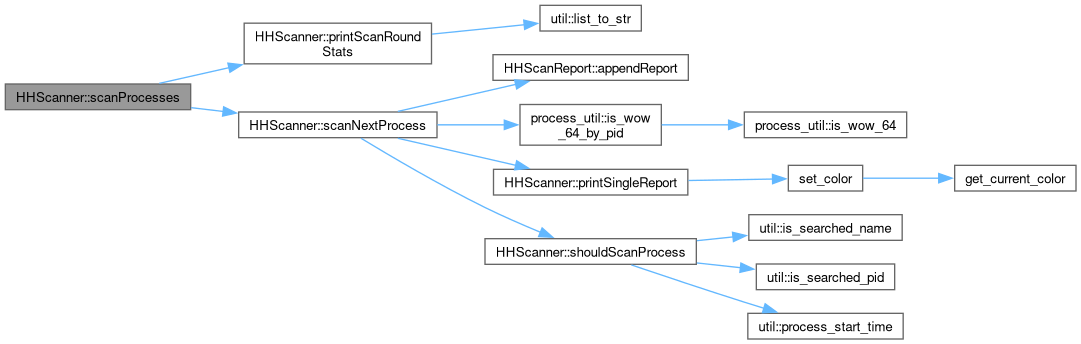 HHScanner::scanProcesses
HHScanner::printScanRound
Stats
util::list_to_str
HHScanner::scanNextProcess
HHScanReport::appendReport
process_util::is_wow
_64_by_pid
process_util::is_wow_64
HHScanner::printSingleReport
set_color
get_current_color
HHScanner::shouldScanProcess
util::is_searched_name
util::is_searched_pid
util::process_start_time